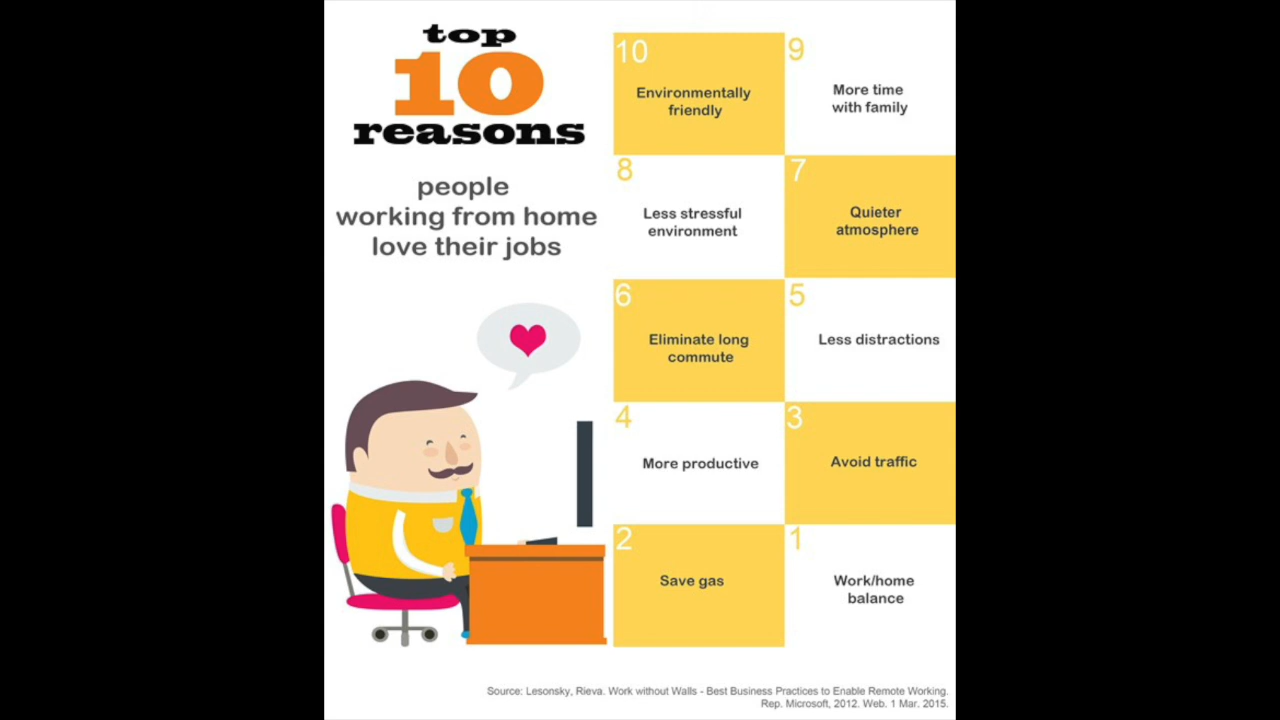 top
10
reasons
people
working from home
love their jobs
10
Environmentally
friendly
9
More time
with family
8
Less stressful
environment
7
Quieter
atmosphere
6
Eliminate long
commute
5
Less distractions
4
More productive
3
Avoid traffic
2
Save gas
1
Work/home
balance
Source: Lesonsky, Rieva. Work without Walls - Best Business Practices to Enable Remote Working.
Rep. Microsoft, 2012. Web. 1 Mar. 2015.